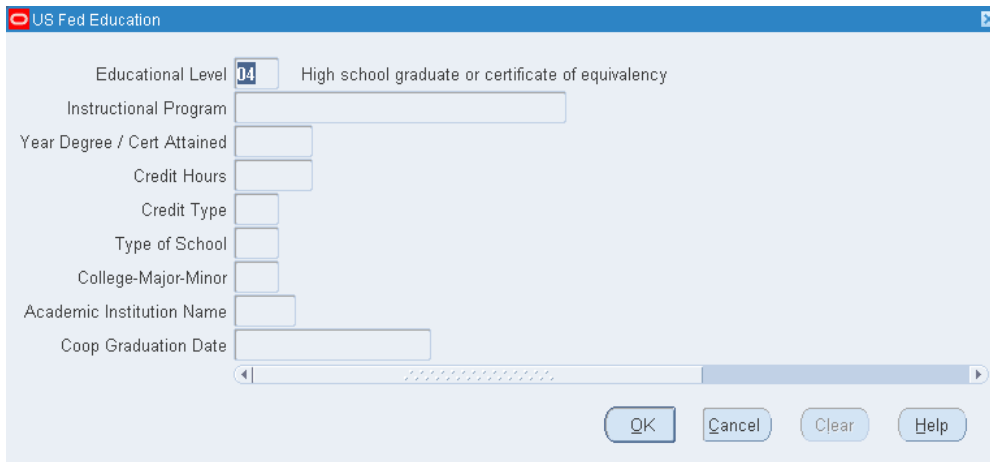 US Fed Education
Educational Level 04 High school graduate or certificate of equivalency
Instructional Program
Year Degree / Cert Attained
Credit Hours
Credit Type
Type of School
College-Major-Minor
Academic Institution Name
Coop Graduation Date
OK Cancel Clear Help